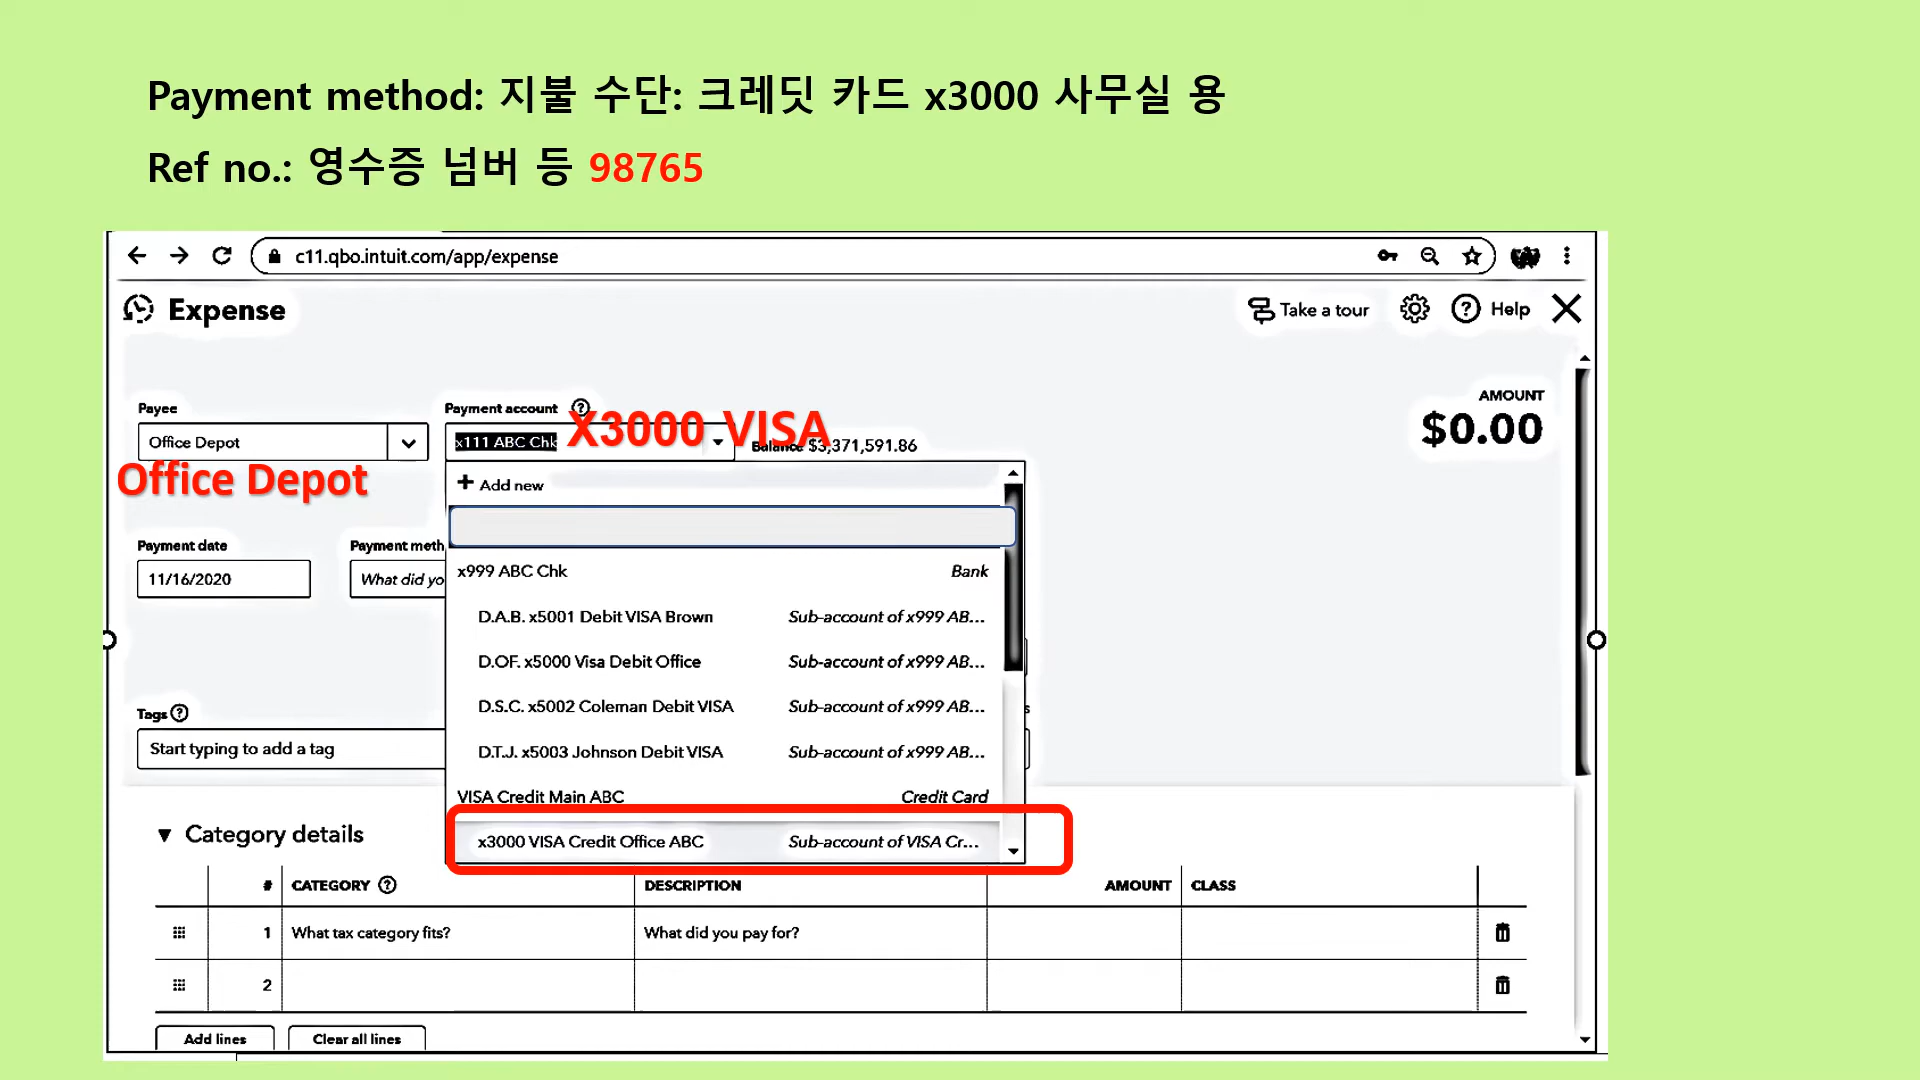 Payment method: 지불 수단: 크레딧 카드 x3000 사무실 용
Ref no.: 영수증 넘버 등 98765
c11.qbo.intuit.com/app/expense
Expense
Take a tour
Help
Payee
Payment account
AMOUNT
Office Depot
x111 ABC Chk
X3000 VISA
Balance $3,371,591.86
$0.00
Office Depot
Add new
Payment date
Payment meth
11/16/2020
What did yo
x999 ABC Chk Bank
D.A.B. x5001 Debit VISA Brown Sub-account of x999 AB...
D.OF. x5000 Visa Debit Office Sub-account of x999 AB...
D.S.C. x5002 Coleman Debit VISA Sub-account of x999 AB...
D.T.J. x5003 Johnson Debit VISA Sub-account of x999 AB...
VISA Credit Main ABC Credit Card
x3000 VISA Credit Office ABC Sub-account of VISA Cr...
Tags
Start typing to add a tag
Category details
# CATEGORY DESCRIPTION AMOUNT CLASS
1 What tax category fits? What did you pay for?
2
Add lines Clear all lines